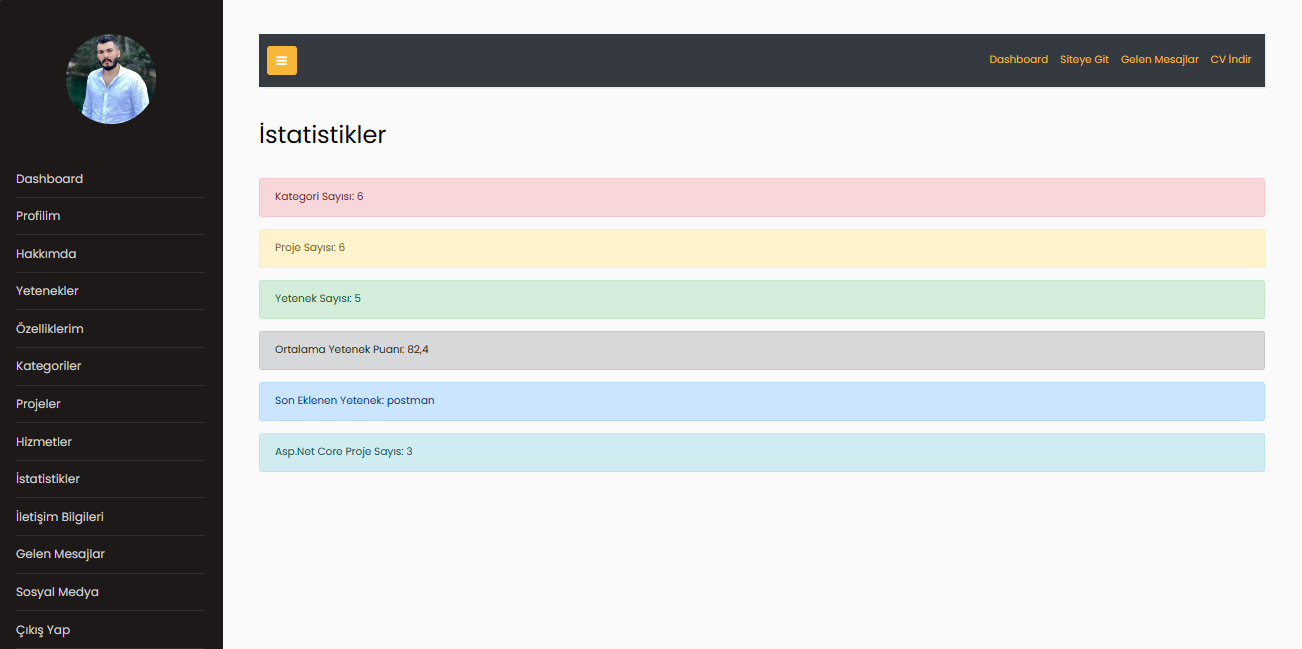 Dashboard
Profilim
Hakkımda
Yetenekler
Özelliklerim
Kategoriler
Projeler
Hizmetler
İstatistikler
İletişim Bilgileri
Gelen Mesajlar
Sosyal Medya
Çıkış Yap
Dashboard Siteye Git Gelen Mesajlar CV İndir
İstatistikler
Kategori Sayısı: 6
Proje Sayısı: 6
Yetenek Sayısı: 5
Ortalama Yetenek Puanı: 82,4
Son Eklenen Yetenek: postman
Asp.Net Core Proje Sayıs: 3